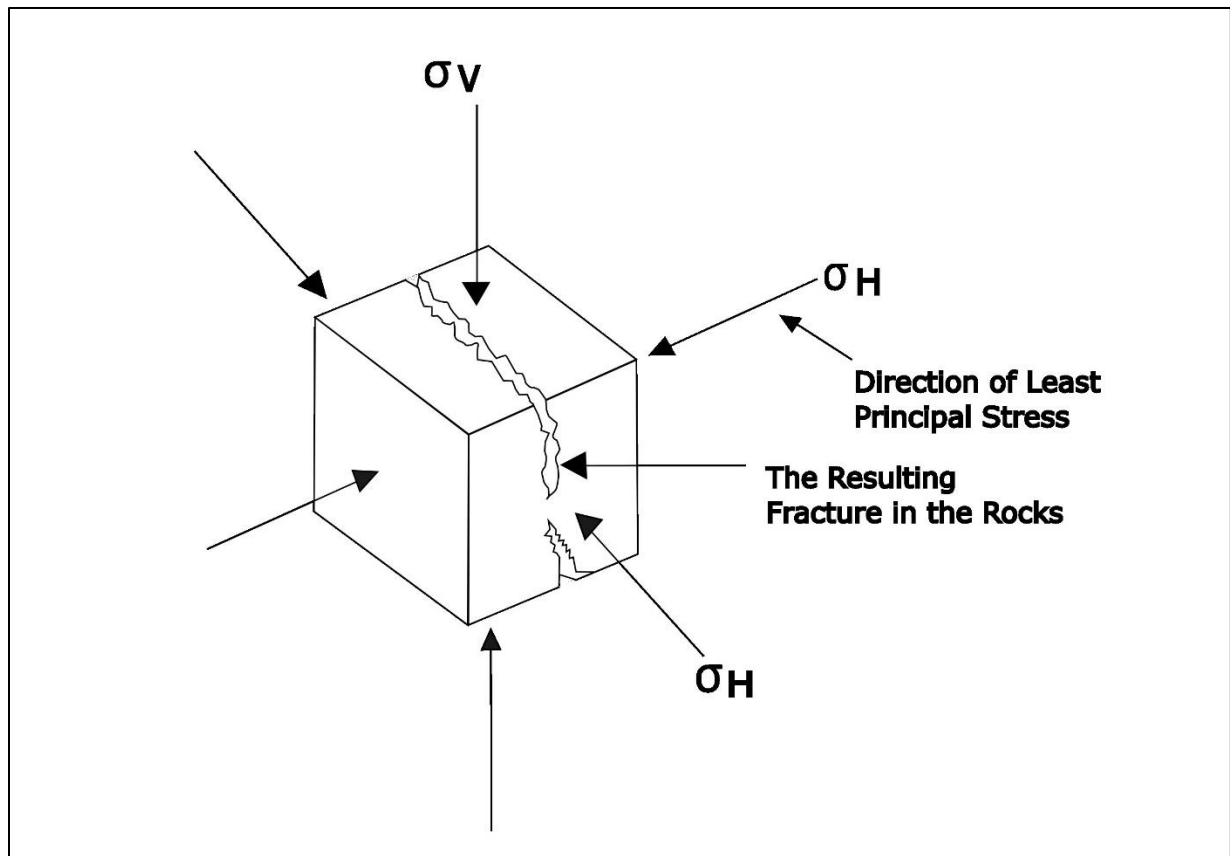 σV
σH
Direction of Least
Principal Stress
The Resulting
Fracture in the Rocks
σH